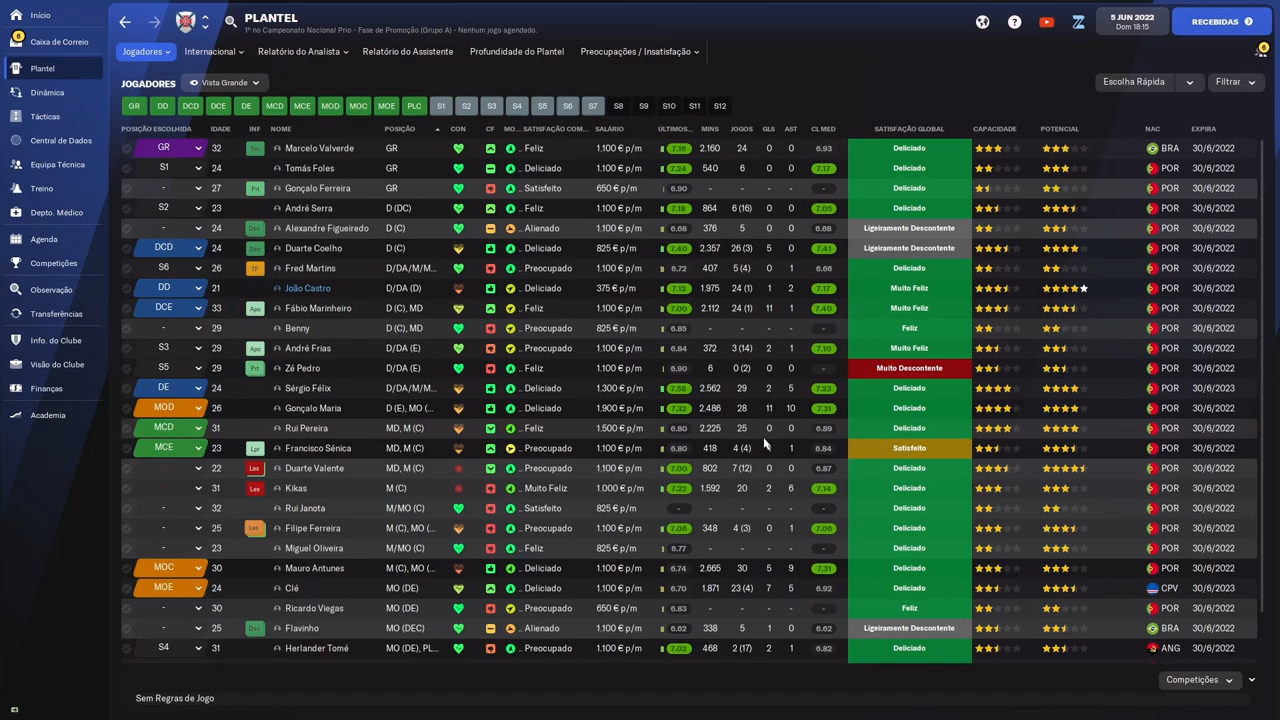 Início
PLANTEL
1º no Campeonato Nacional Prio - Fase de Promoção (Grupo A) - Nenhum jogo agendado.
5 JUN 2022
Dom 18:15
RECEBIDAS
6
Caixa de Correio
Plantel
Dinâmica
Tácticas
Central de Dados
Equipa Técnica
Treino
Depto. Médico
Agenda
Competições
Observação
Transferências
Info. do Clube
Visão do Clube
Finanças
Academia
Jogadores Internacional Relatório do Analista Relatório do Assistente Profundidade do Plantel Preocupações / Insatisfação 6
JOGADORES Vista Grande Escolha Rápida Filtrar
GR DD DCD DCE DE MCD MCE MOD MOC MOE PLC S1 S2 S3 S4 S5 S6 S7 S8 S9 S10 S11 S12
POSIÇÃO ESCOLHIDA IDADE INF NOME POSIÇÃO CON CF MO... SATISFAÇÃO COM... SALÁRIO ÚLTIMOS... MINS JOGOS GLS AST CL MED SATISFAÇÃO GLOBAL CAPACIDADE POTENCIAL NAC EXPIRA
GR 32 Trn Marcelo Valverde GR .. Feliz 1.100 € p/m 7.16 2.160 24 0 0 6.93 Deliciado BRA 30/6/2022
S1 24 Tomás Foles GR .. Feliz 1.100 € p/m 7.24 540 6 0 0 7.17 Deliciado POR 30/6/2022
- 27 Prt Gonçalo Ferreira GR .. Satisfeito 650 € p/m 6.90 - - - - - Deliciado POR 30/6/2022
S2 23 André Serra D (DC) .. Feliz 1.100 € p/m 7.18 864 6 (16) 0 0 7.05 Deliciado POR 30/6/2022
- 24 Dsc Alexandre Figueiredo D (C) .. Alienado 1.100 € p/m 6.68 376 5 0 0 6.68 Ligeiramente Descontente POR 30/6/2022
DCD 24 Dsc Duarte Coelho D (C) .. Deliciado 825 € p/m 7.40 2.357 26 (3) 5 0 7.41 Ligeiramente Descontente POR 30/6/2022
S6 26 TF Fred Martins D/DA/M/M... .. Preocupado 1.100 € p/m 6.72 407 5 (4) 0 1 6.66 Deliciado POR 30/6/2022
DD 21 João Castro D/DA (D) .. Deliciado 375 € p/m 7.12 1.975 24 (1) 1 2 7.17 Muito Feliz POR 30/6/2022
DCE 33 Apo Fábio Marinheiro D (C), MD .. Feliz 1.100 € p/m 7.00 2.112 24 (1) 11 1 7.40 Muito Feliz POR 30/6/2022
- 29 Benny D (C), MD .. Preocupado 825 € p/m 6.85 - - - - - Feliz POR 30/6/2022
S3 29 Apo André Frias D/DA (E) .. Preocupado 1.100 € p/m 6.84 372 3 (14) 2 1 7.10 Muito Feliz POR 30/6/2022
S5 29 Prt Zé Pedro D/DA (E) .. Feliz 1.100 € p/m 6.90 6 0 (2) 0 0 - Muito Descontente POR 30/6/2022
DE 24 Sérgio Félix D/DA/M/M... .. Deliciado 1.300 € p/m 7.58 2.562 29 2 5 7.23 Deliciado POR 30/6/2023
MOD 26 Gonçalo Maria D (E), MO (... .. Deliciado 1.900 € p/m 7.32 2.486 28 11 10 7.31 Deliciado POR 30/6/2022
MCD 31 Rui Pereira MD, M (C) .. Feliz 1.500 € p/m 6.80 2.225 25 0 0 6.89 Deliciado POR 30/6/2022
MCE 23 Lpr Francisco Sénica MD, M (C) .. Preocupado 1.100 € p/m 6.80 418 4 (4) 1 6.84 Satisfeito POR 30/6/2022
22 Les Duarte Valente MD, M (C) .. Preocupado 1.100 € p/m 7.00 802 7 (12) 0 0 6.87 Deliciado POR 30/6/2022
31 Les Kikas M (C) .. Muito Feliz 1.000 € p/m 7.22 1.592 20 2 6 7.14 Deliciado POR 30/6/2022
- 32 Rui Janota M/MO (C) .. Satisfeito 825 € p/m - - - - - - Deliciado POR 30/6/2022
- 25 Les Filipe Ferreira M (C), MO (... .. Preocupado 1.100 € p/m 7.06 348 4 (3) 0 1 7.06 Deliciado POR 30/6/2022
- 23 Miguel Oliveira M/MO (C) .. Feliz 825 € p/m 6.77 - - - - - Deliciado POR 30/6/2022
MOC 30 Mauro Antunes M (C), MO (... .. Deliciado 1.100 € p/m 6.74 2.665 30 5 9 7.31 Deliciado POR 30/6/2022
MOE 24 Clé MO (DE) .. Deliciado 1.100 € p/m 6.70 1.871 23 (4) 7 5 6.92 Deliciado CPV 30/6/2023
- 30 Ricardo Viegas MO (DE) .. Preocupado 650 € p/m 6.83 - - - - - Feliz POR 30/6/2022
- 25 Dsc Flavinho MO (DEC) .. Alienado 1.100 € p/m 6.62 338 5 1 0 6.62 Ligeiramente Descontente BRA 30/6/2022
S4 31 Herlander Tomé MO (DE), PL... .. Preocupado 1.100 € p/m 7.02 468 2 (17) 2 1 6.82 Deliciado ANG 30/6/2022
Competições
Sem Regras de Jogo